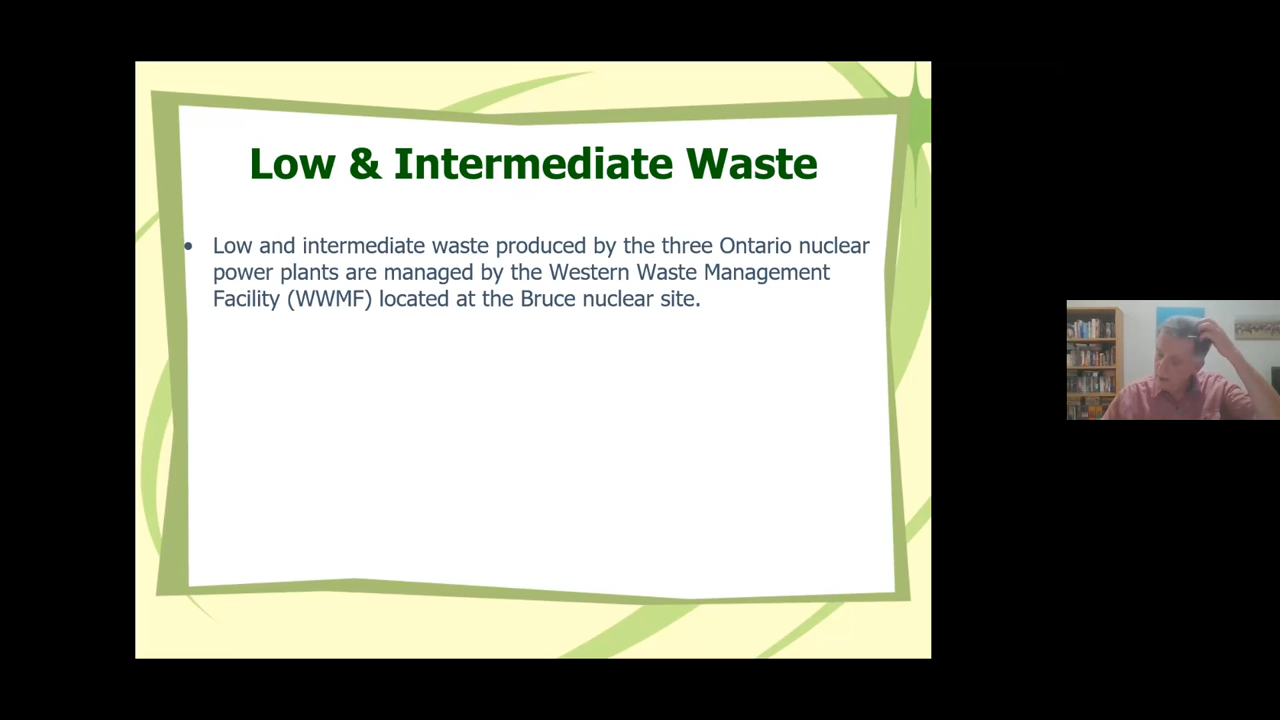 Low & Intermediate Waste
• Low and intermediate waste produced by the three Ontario nuclear
power plants are managed by the Western Waste Management
Facility (WWMF) located at the Bruce nuclear site.